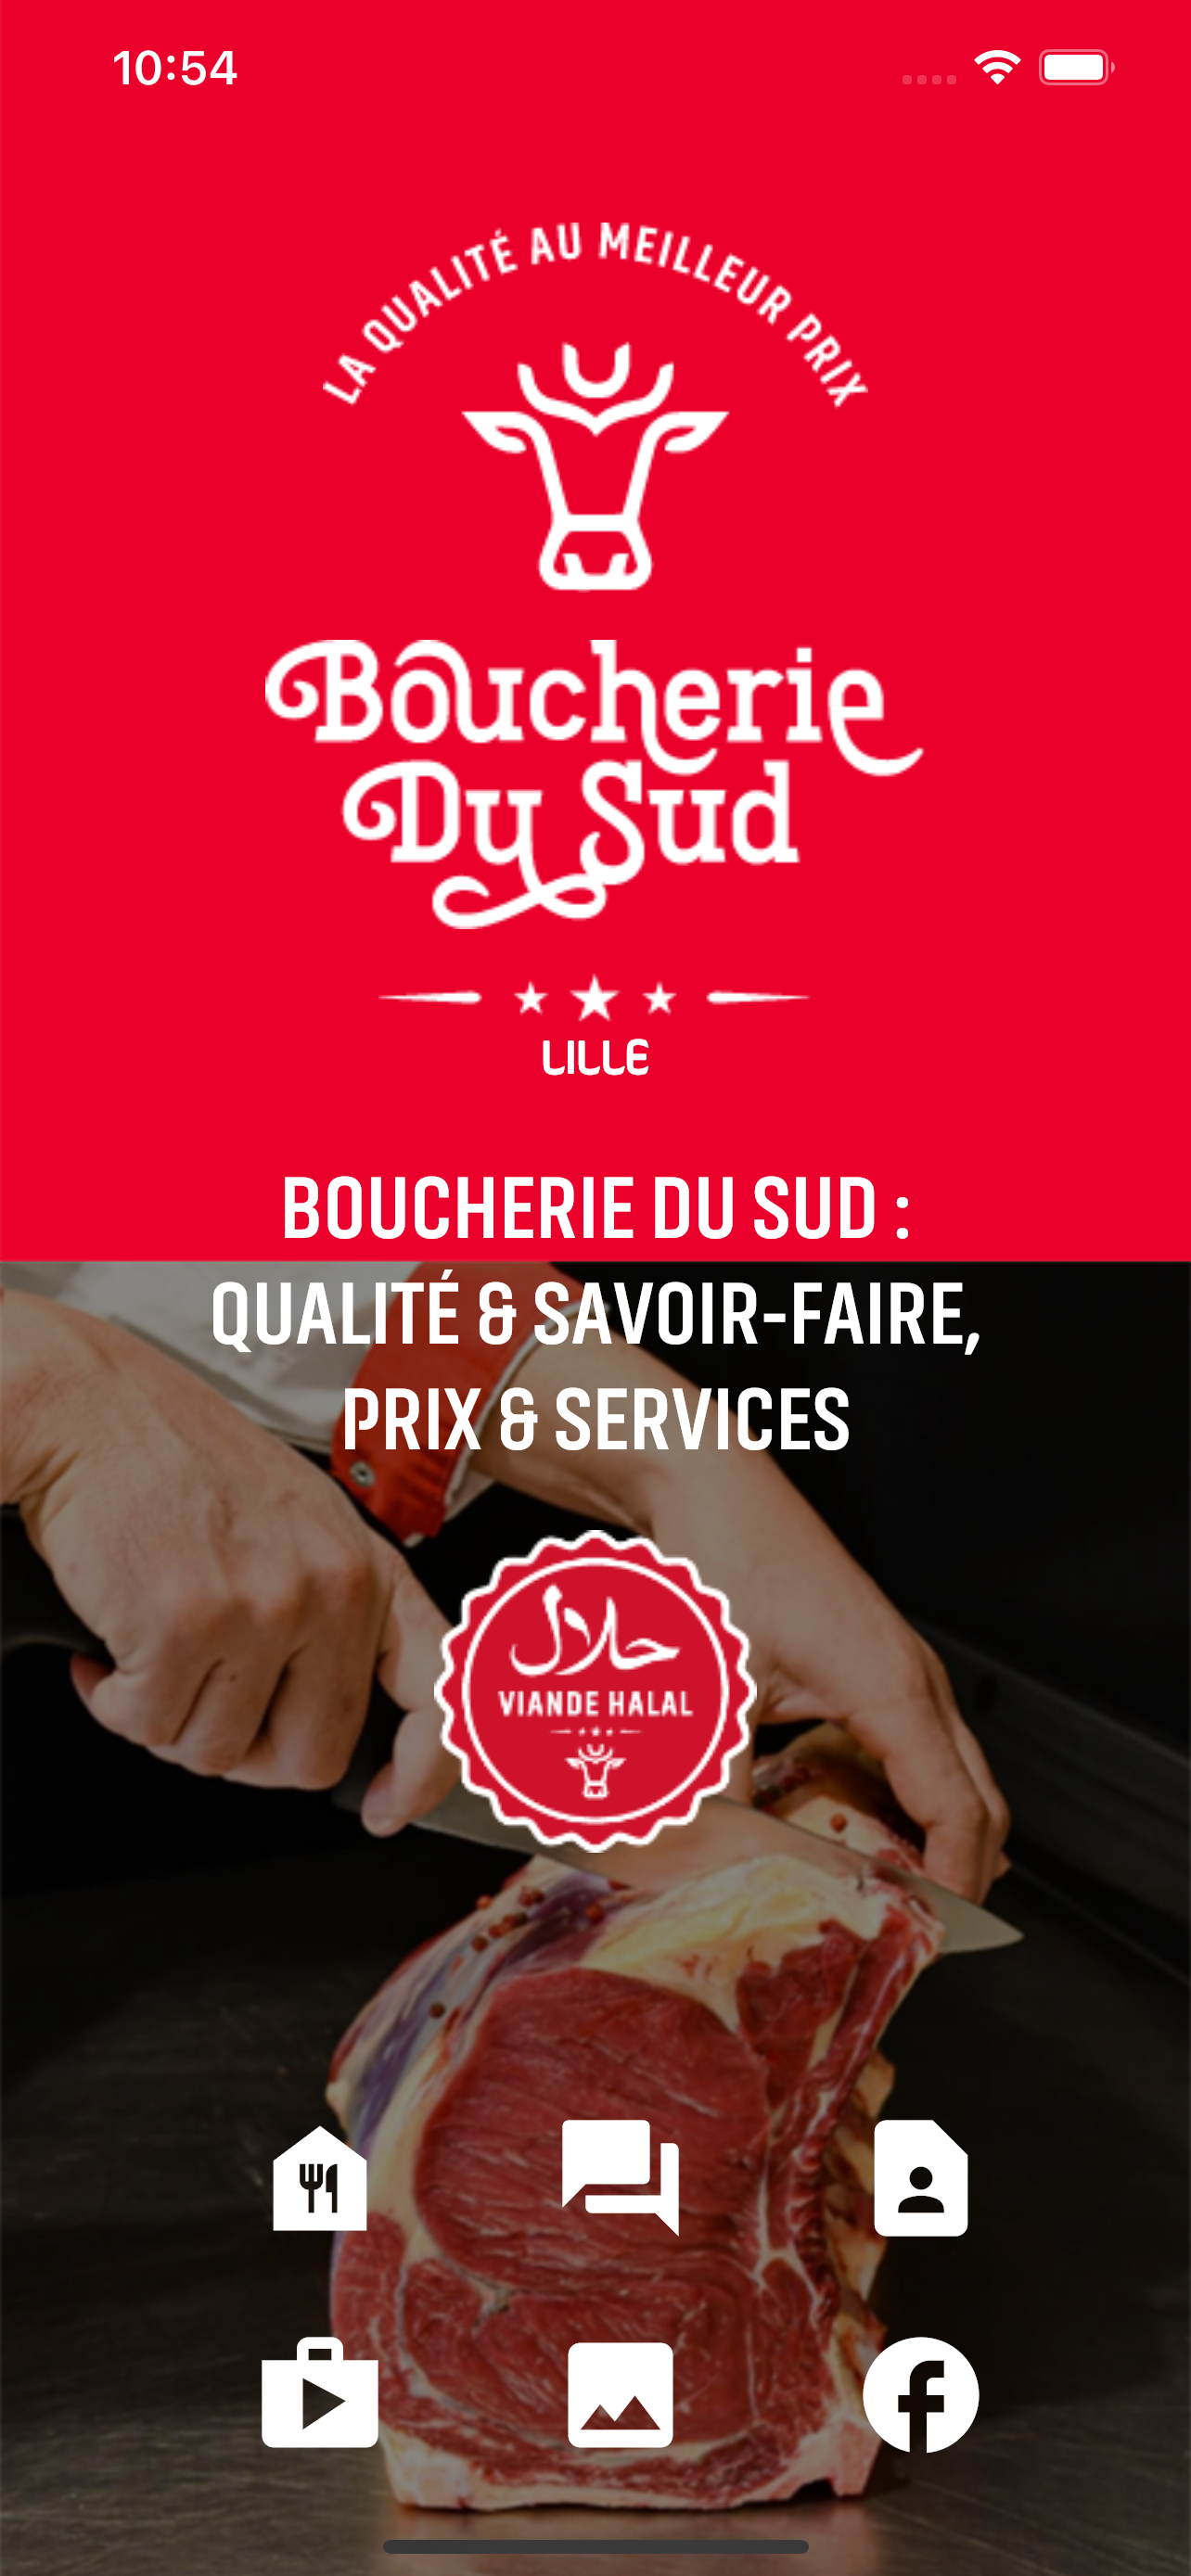 10:54
LA QUALITÉ AU MEILLEUR PRIX
Boucherie
Du Sud
LILLE
BOUCHERIE DU SUD :
QUALITÉ & SAVOIR-FAIRE,
PRIX & SERVICES
حلال
VIANDE HALAL